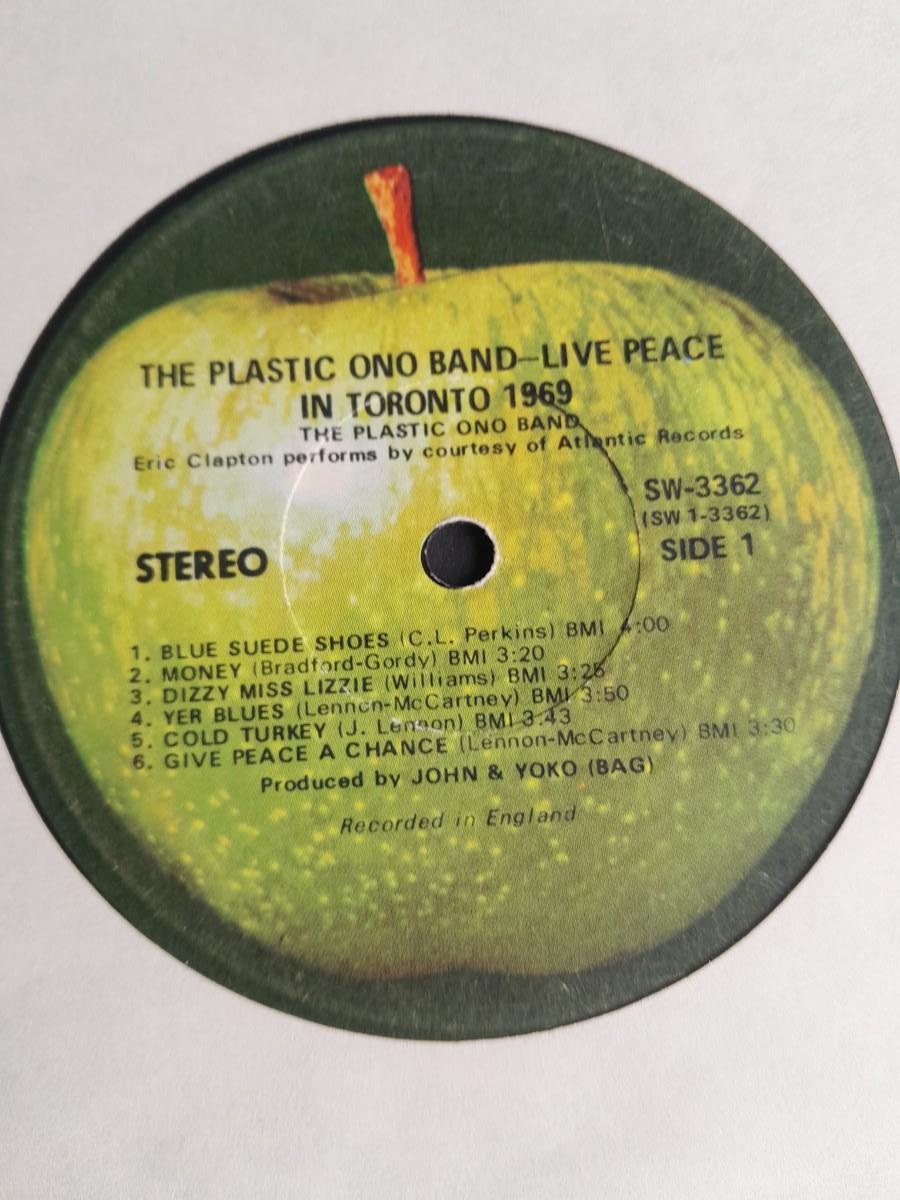 THE PLASTIC ONO BAND—LIVE PEACE
IN TORONTO 1969
THE PLASTIC ONO BAND
Eric Clapton performs by courtesy of Atlantic Records
SW-3362
(SW 1-3362)
STEREO
SIDE 1
1. BLUE SUEDE SHOES (C.L. Perkins) BMI 4:00
2. MONEY (Bradford-Gordy) BMI 3:20
3. DIZZY MISS LIZZIE (Williams) BMI 3:25
4. YER BLUES (Lennon-McCartney) BMI 3:50
5. COLD TURKEY (J. Lennon) BMI 3:43
6. GIVE PEACE A CHANCE (Lennon-McCartney) BMI 3:30
Produced by JOHN & YOKO (BAG)
Recorded in England